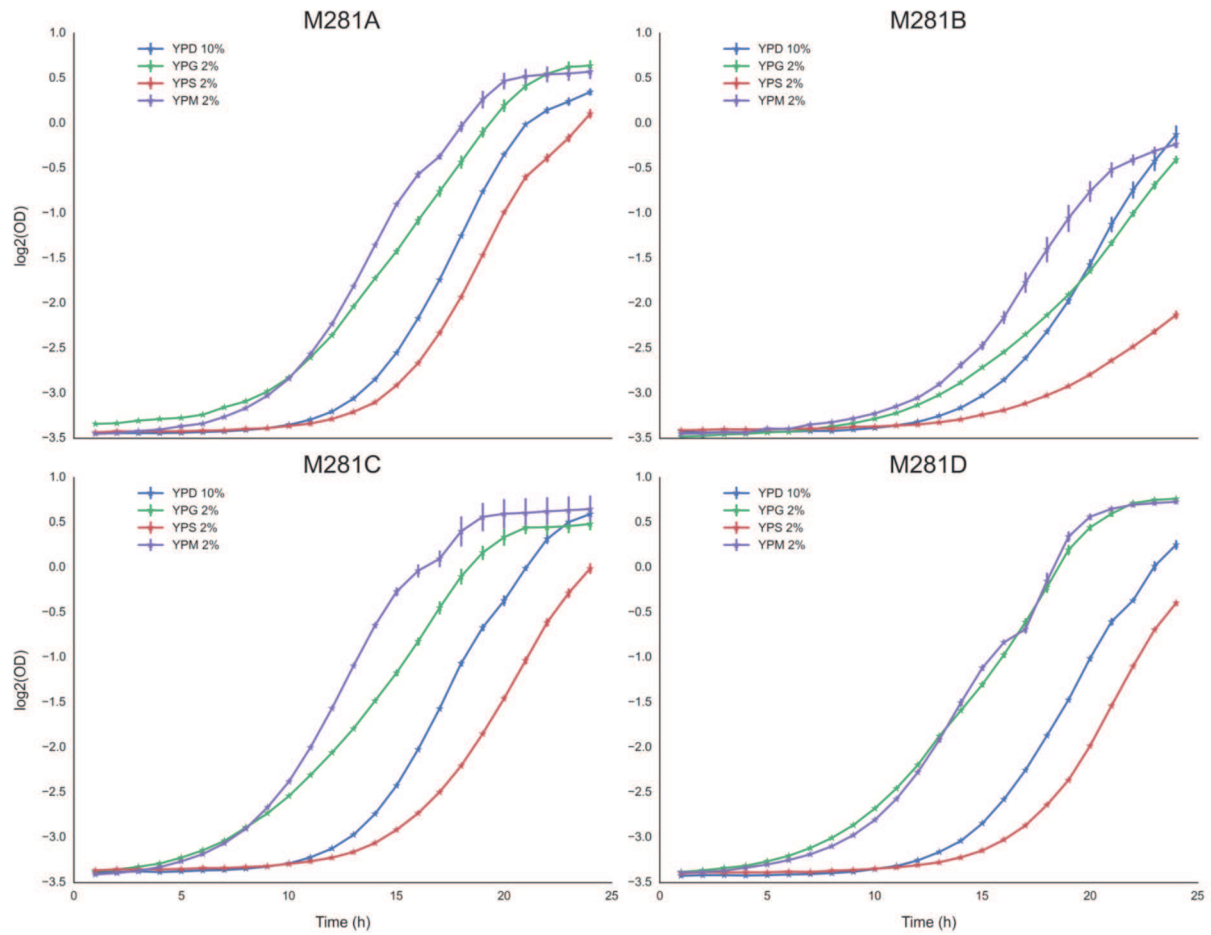 M281A
M281B
1.0
0.5
0.0
−0.5
−1.0
−1.5
−2.0
−2.5
−3.0
−3.5
log2(OD)
YPD 10%
YPG 2%
YPS 2%
YPM 2%
1.0
0.5
0.0
−0.5
−1.0
−1.5
−2.0
−2.5
−3.0
−3.5
YPD 10%
YPG 2%
YPS 2%
YPM 2%
M281C
M281D
1.0
0.5
0.0
−0.5
−1.0
−1.5
−2.0
−2.5
−3.0
−3.5
log2(OD)
YPD 10%
YPG 2%
YPS 2%
YPM 2%
0 5 10 15 20 25
Time (h)
1.0
0.5
0.0
−0.5
−1.0
−1.5
−2.0
−2.5
−3.0
−3.5
YPD 10%
YPG 2%
YPS 2%
YPM 2%
0 5 10 15 20 25
Time (h)